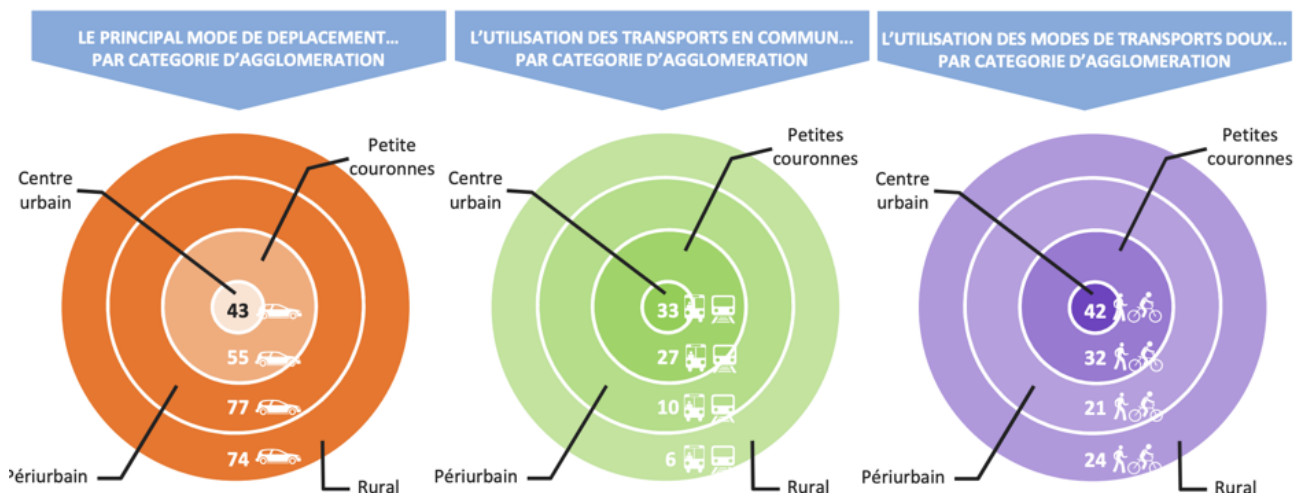 LE PRINCIPAL MODE DE DEPLACEMENT...
PAR CATEGORIE D'AGGLOMERATION
Petite
couronnes
Centre
urbain
43
55
77
74
Périurbain
Rural
L'UTILISATION DES TRANSPORTS EN COMMUN...
PAR CATEGORIE D'AGGLOMERATION
Petites
couronnes
Centre
urbain
33
27
10
6
Périurbain
Rural
L'UTILISATION DES MODES DE TRANSPORTS DOUX...
PAR CATEGORIE D'AGGLOMERATION
Petites
couronnes
Centre
urbain
42
32
21
24
Périurbain
Rural